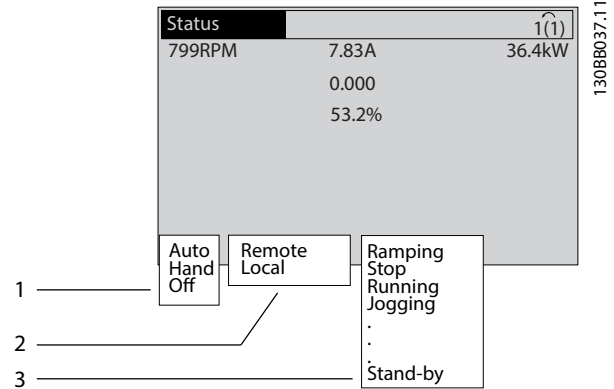 Status 1(1)
799RPM 7.83A 36.4kW
0.000
53.2%
Auto
Hand
Off
Remote
Local
Ramping
Stop
Running
Jogging
.
.
.
Stand-by
1
2
3
130BB037.11